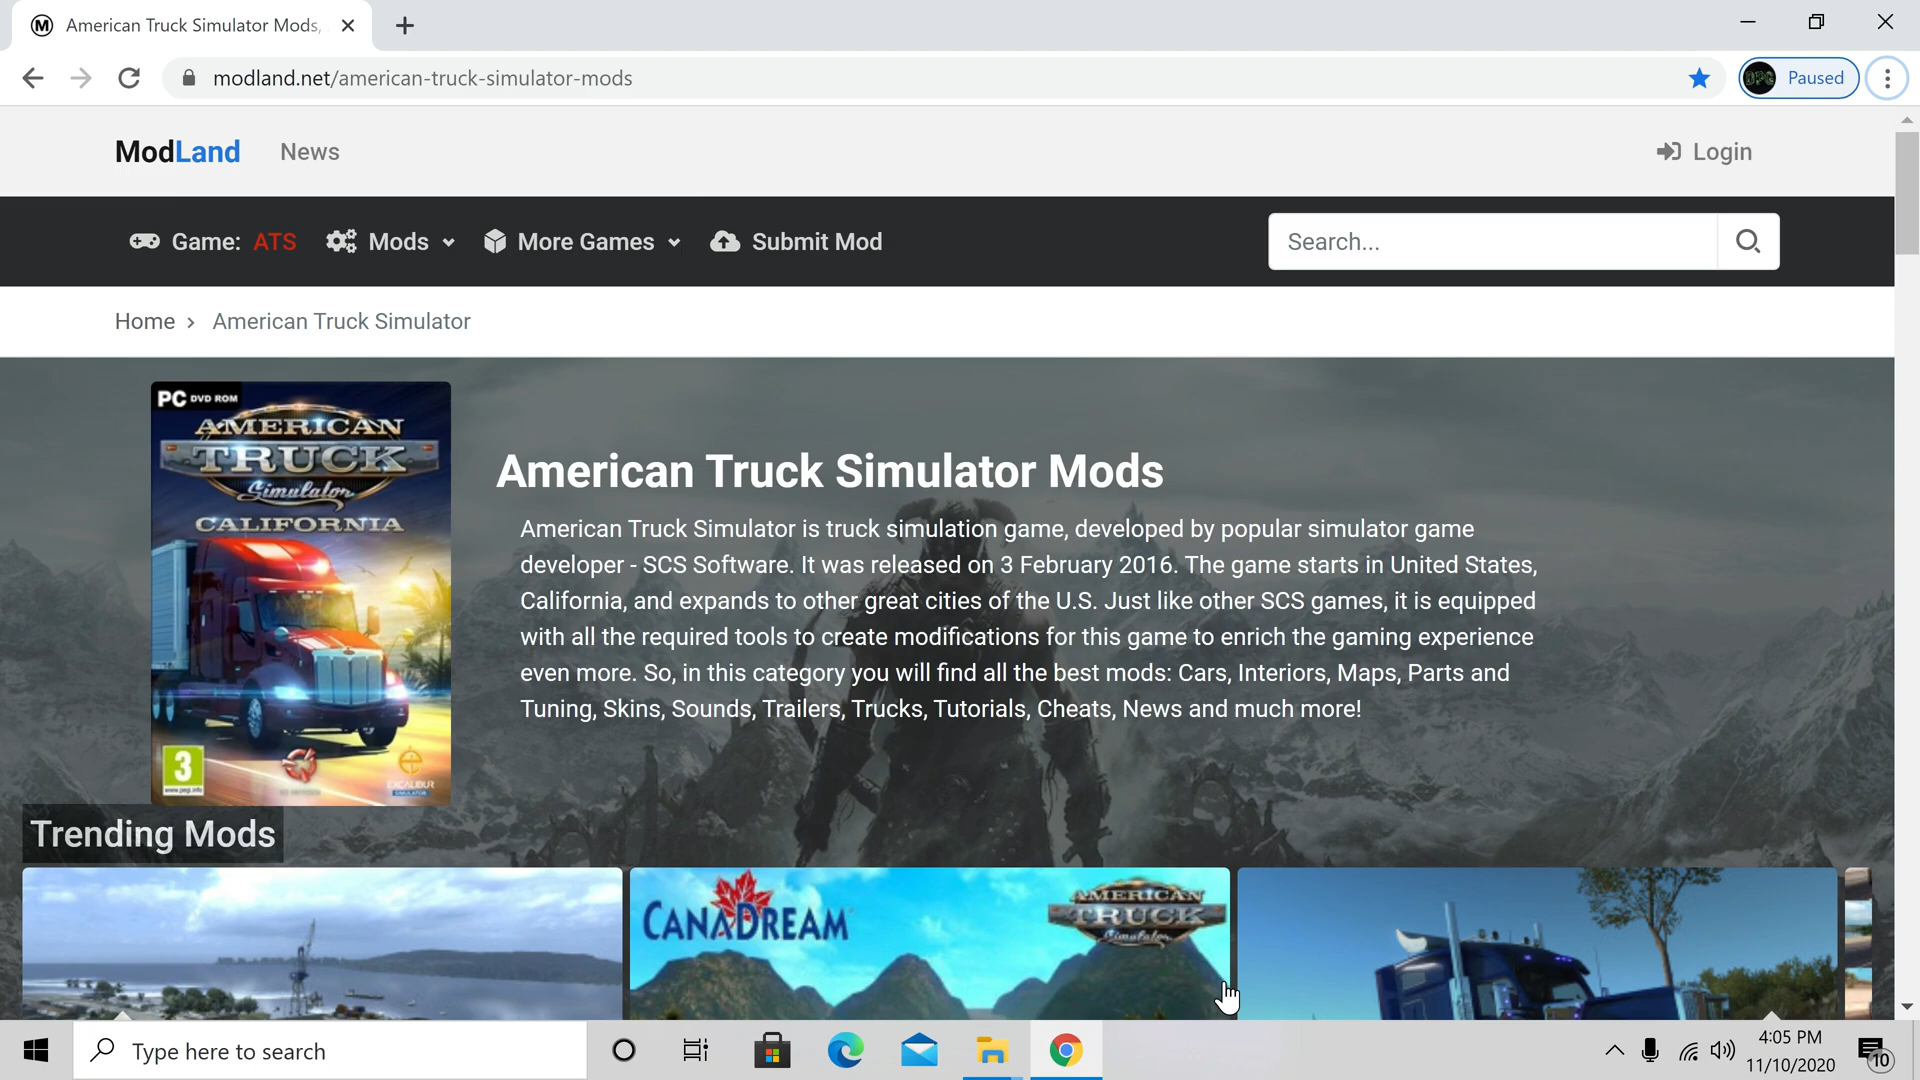 American Truck Simulator Mods,
modland.net/american-truck-simulator-mods
OPG
Paused
ModLand
News
Login
Game: ATS
Mods
More Games
Submit Mod
Search...
Home
American Truck Simulator
PC DVD ROM
AMERICAN
TRUCK
Simulator
CALIFORNIA
3
www.pegi.info
EXCALIBUR
American Truck Simulator Mods
American Truck Simulator is truck simulation game, developed by popular simulator game
developer - SCS Software. It was released on 3 February 2016. The game starts in United States,
California, and expands to other great cities of the U.S. Just like other SCS games, it is equipped
with all the required tools to create modifications for this game to enrich the gaming experience
even more. So, in this category you will find all the best mods: Cars, Interiors, Maps, Parts and
Tuning, Skins, Sounds, Trailers, Trucks, Tutorials, Cheats, News and much more!
Trending Mods
CANADREAM
AMERICAN
TRUCK
Simulator
Type here to search
4:05 PM
11/10/2020
10